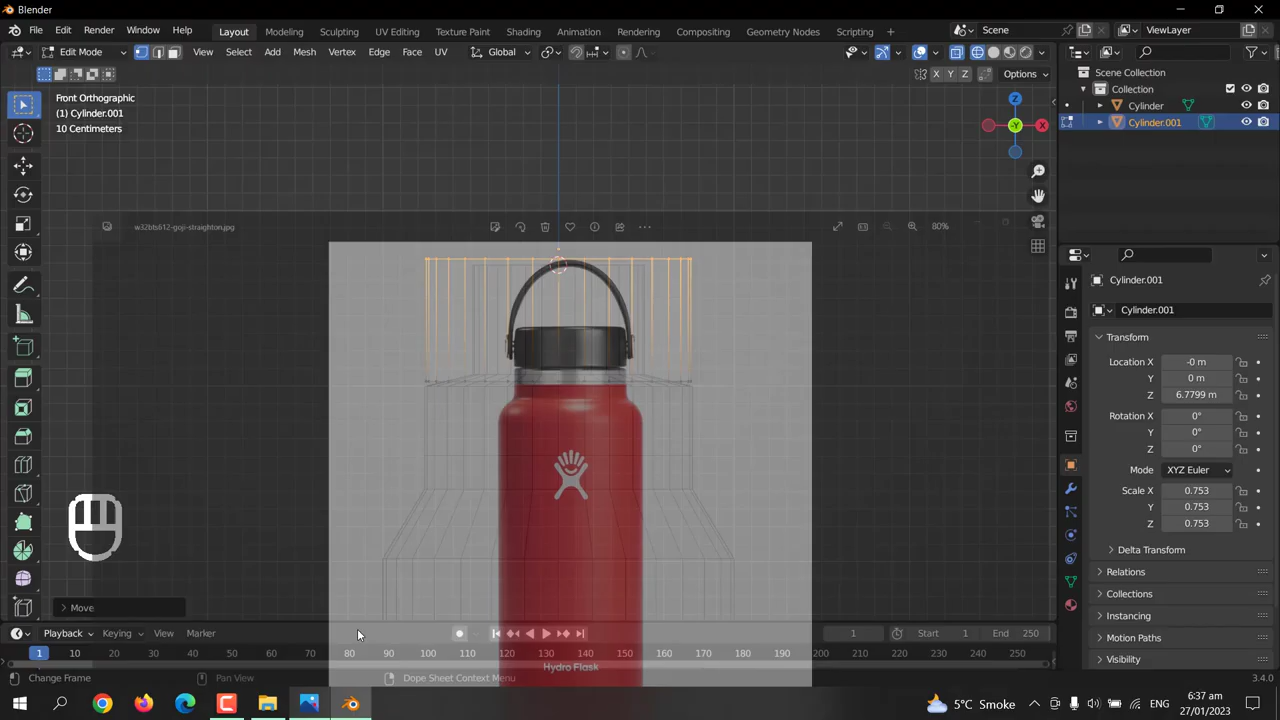 Blender
File Edit Render Window Help Layout Modeling Sculpting UV Editing Texture Paint Shading Animation Rendering Compositing Geometry Nodes Scripting + Scene ViewLayer
Edit Mode View Select Add Mesh Vertex Edge Face UV Global
X Y Z Options
Scene Collection
Collection
Cylinder
Cylinder.001
Front Orthographic
(1) Cylinder.001
10 Centimeters
Z
-Y
X
w32bts612-goji-straighton.jpg 80%
Cylinder.001
Cylinder.001
Transform
Location X -0 m
Y 0 m
Z 6.7799 m
Rotation X 0°
Y 0°
Z 0°
Mode XYZ Euler
Scale X 0.753
Y 0.753
Z 0.753
Delta Transform
Relations
Collections
Instancing
Motion Paths
Visibility
Move
Playback Keying View Marker 1 Start 1 End 250
1 10 20 30 40 50 60 70 80 90 100 110 120 130 140 150 160 170 180 190 200 210 220 230 240 250
Hydro Flask
Change Frame Pan View Dope Sheet Context Menu 3.4.0
5°C Smoke ENG 6:37 am
27/01/2023